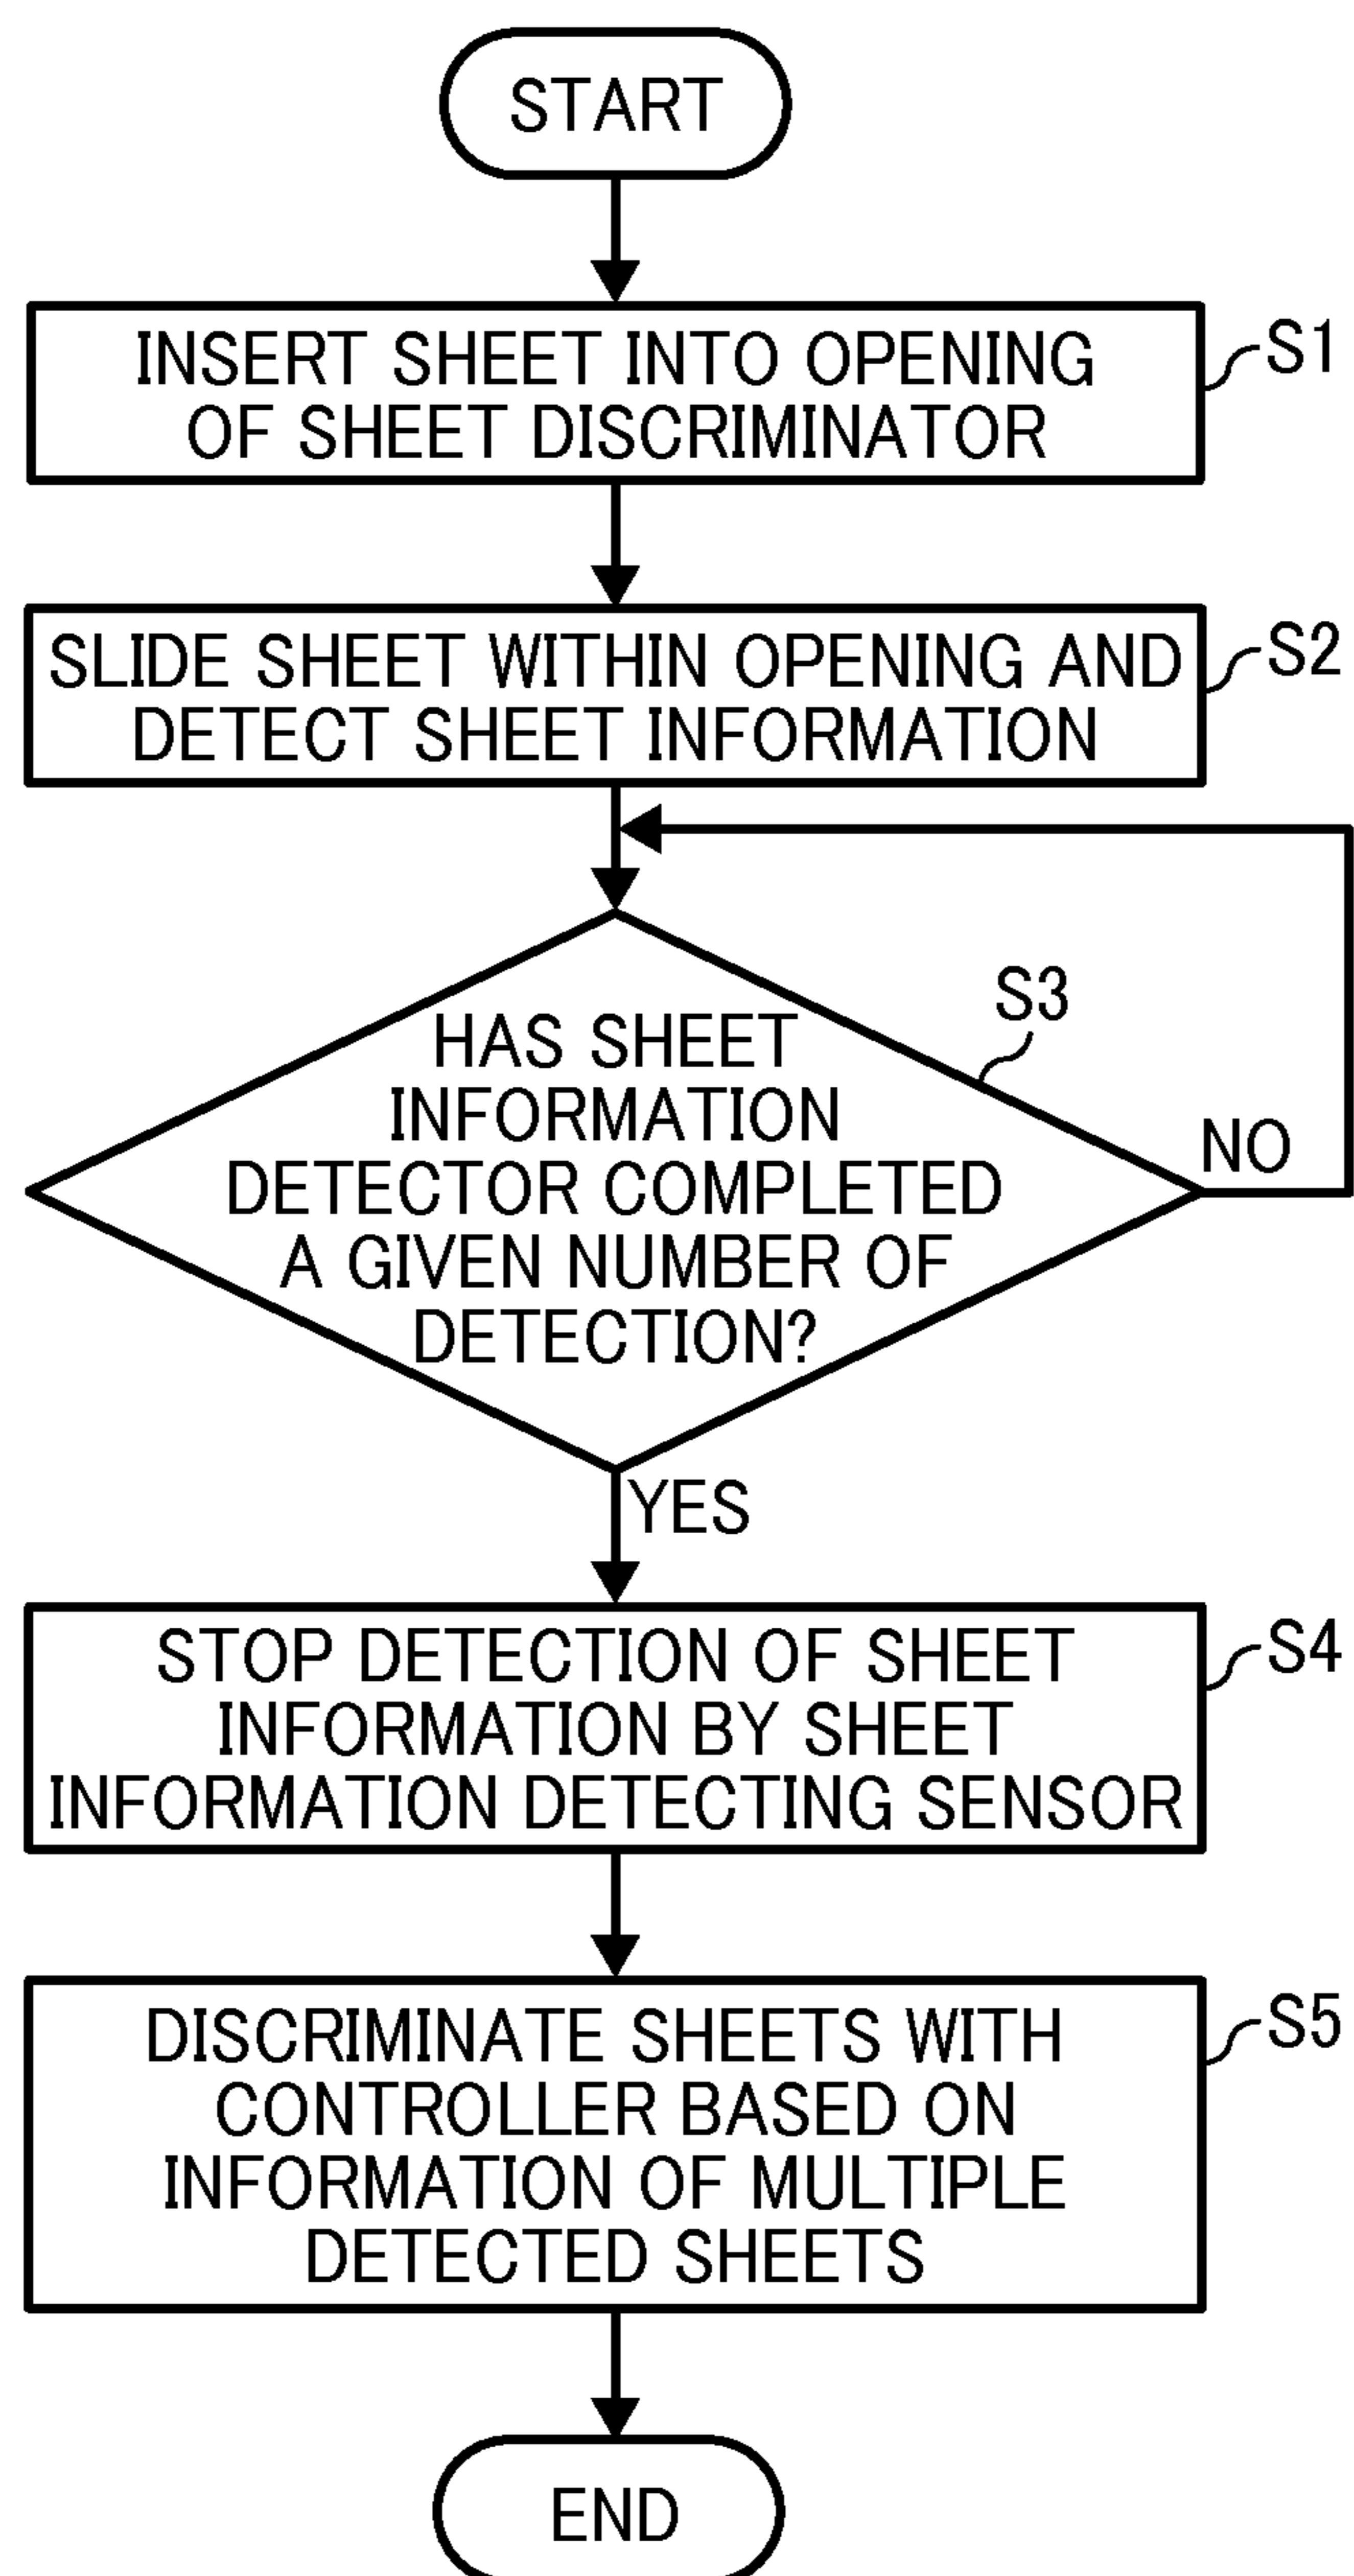 START
INSERT SHEET INTO OPENING
OF SHEET DISCRIMINATOR
S1
SLIDE SHEET WITHIN OPENING AND
DETECT SHEET INFORMATION
S2
HAS SHEET
INFORMATION
DETECTOR COMPLETED
A GIVEN NUMBER OF
DETECTION?
S3
NO
YES
STOP DETECTION OF SHEET
INFORMATION BY SHEET
INFORMATION DETECTING SENSOR
S4
DISCRIMINATE SHEETS WITH
CONTROLLER BASED ON
INFORMATION OF MULTIPLE
DETECTED SHEETS
S5
END